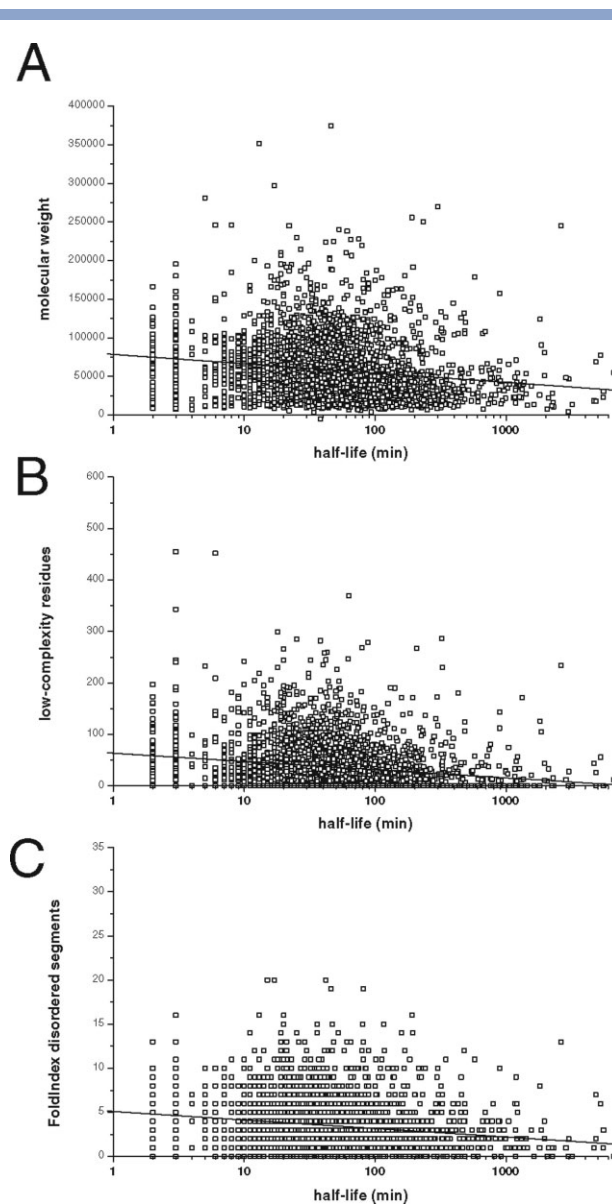 A
400000
350000
300000
250000
200000
150000
100000
50000
0
molecular weight
1 10 100 1000
half-life (min)
B
600
500
400
300
200
100
0
low-complexity residues
1 10 100 1000
half-life (min)
C
35
30
25
20
15
10
5
0
FoldIndex disordered segments
1 10 100 1000
half-life (min)